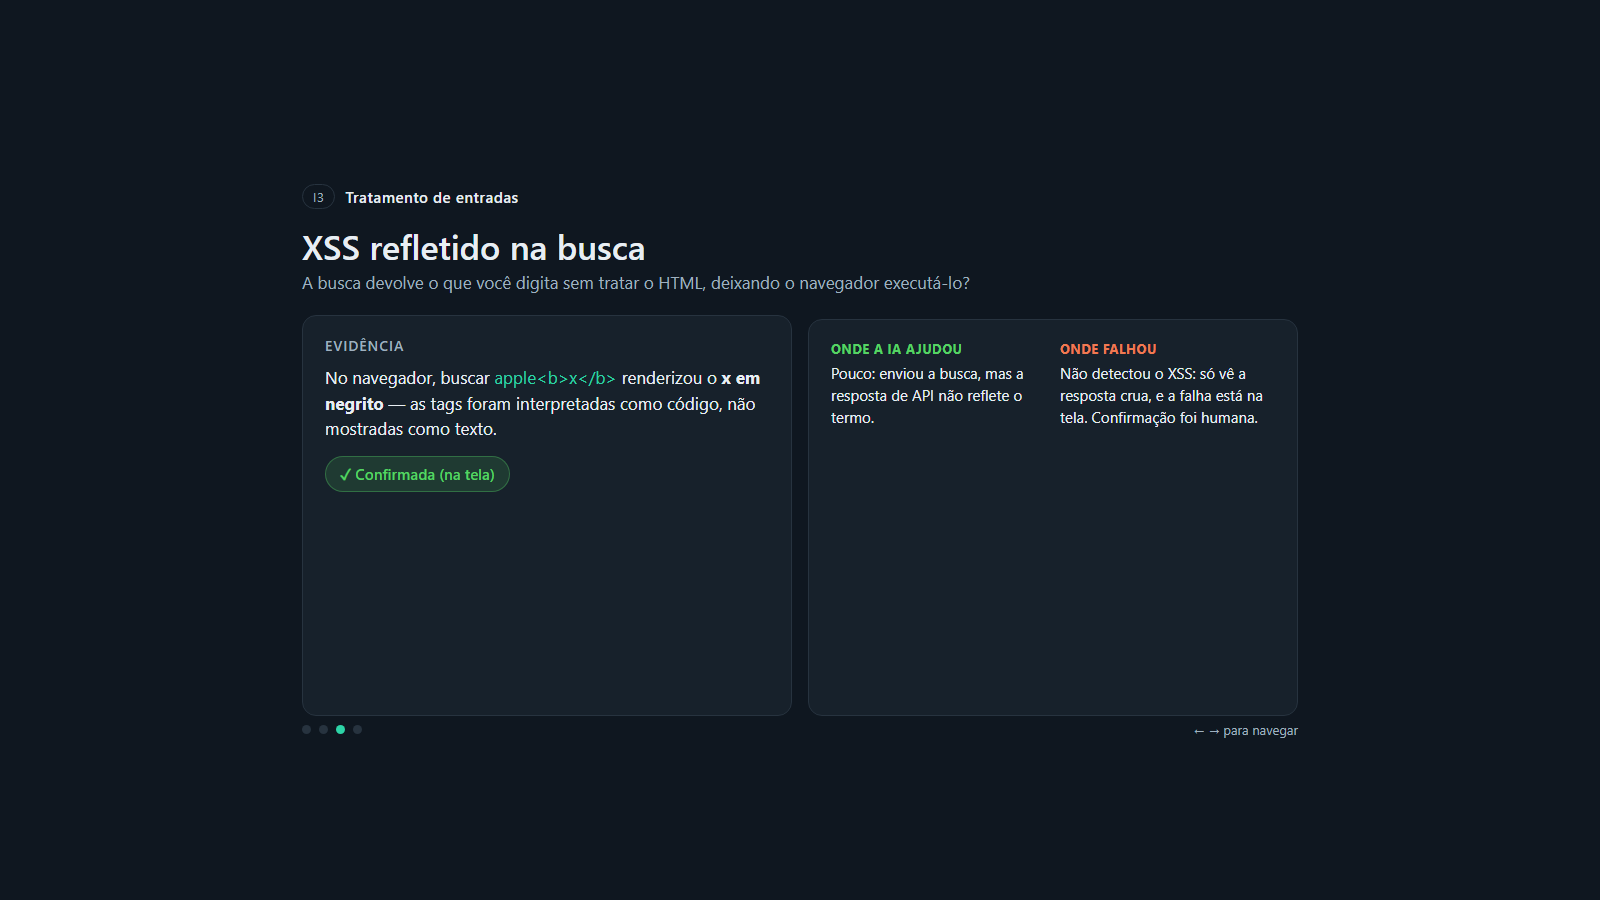 I3 Tratamento de entradas
XSS refletido na busca
A busca devolve o que você digita sem tratar o HTML, deixando o navegador executá-lo?
EVIDÊNCIA
No navegador, buscar apple<b>x</b> renderizou o x em
negrito — as tags foram interpretadas como código, não
mostradas como texto.
✓ Confirmada (na tela)
ONDE A IA AJUDOU
Pouco: enviou a busca, mas a
resposta de API não reflete o
termo.
ONDE FALHOU
Não detectou o XSS: só vê a
resposta crua, e a falha está na
tela. Confirmação foi humana.
← → para navegar